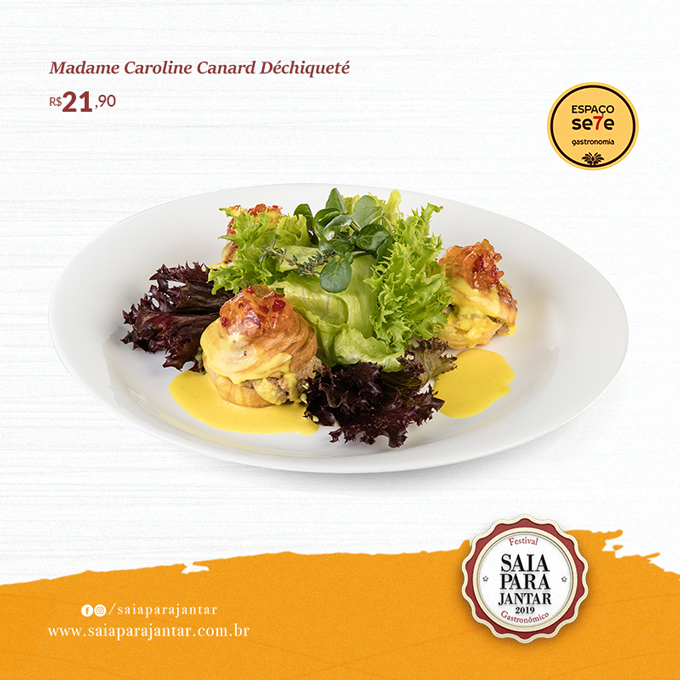 Madame Caroline Canard Déchiqueté
R$21,90
ESPAÇO
se7e
gastronomia
Festival
SAIA
PARA
JANTAR
2019
Gastronômico
/saiaparajantar
www.saiaparajantar.com.br